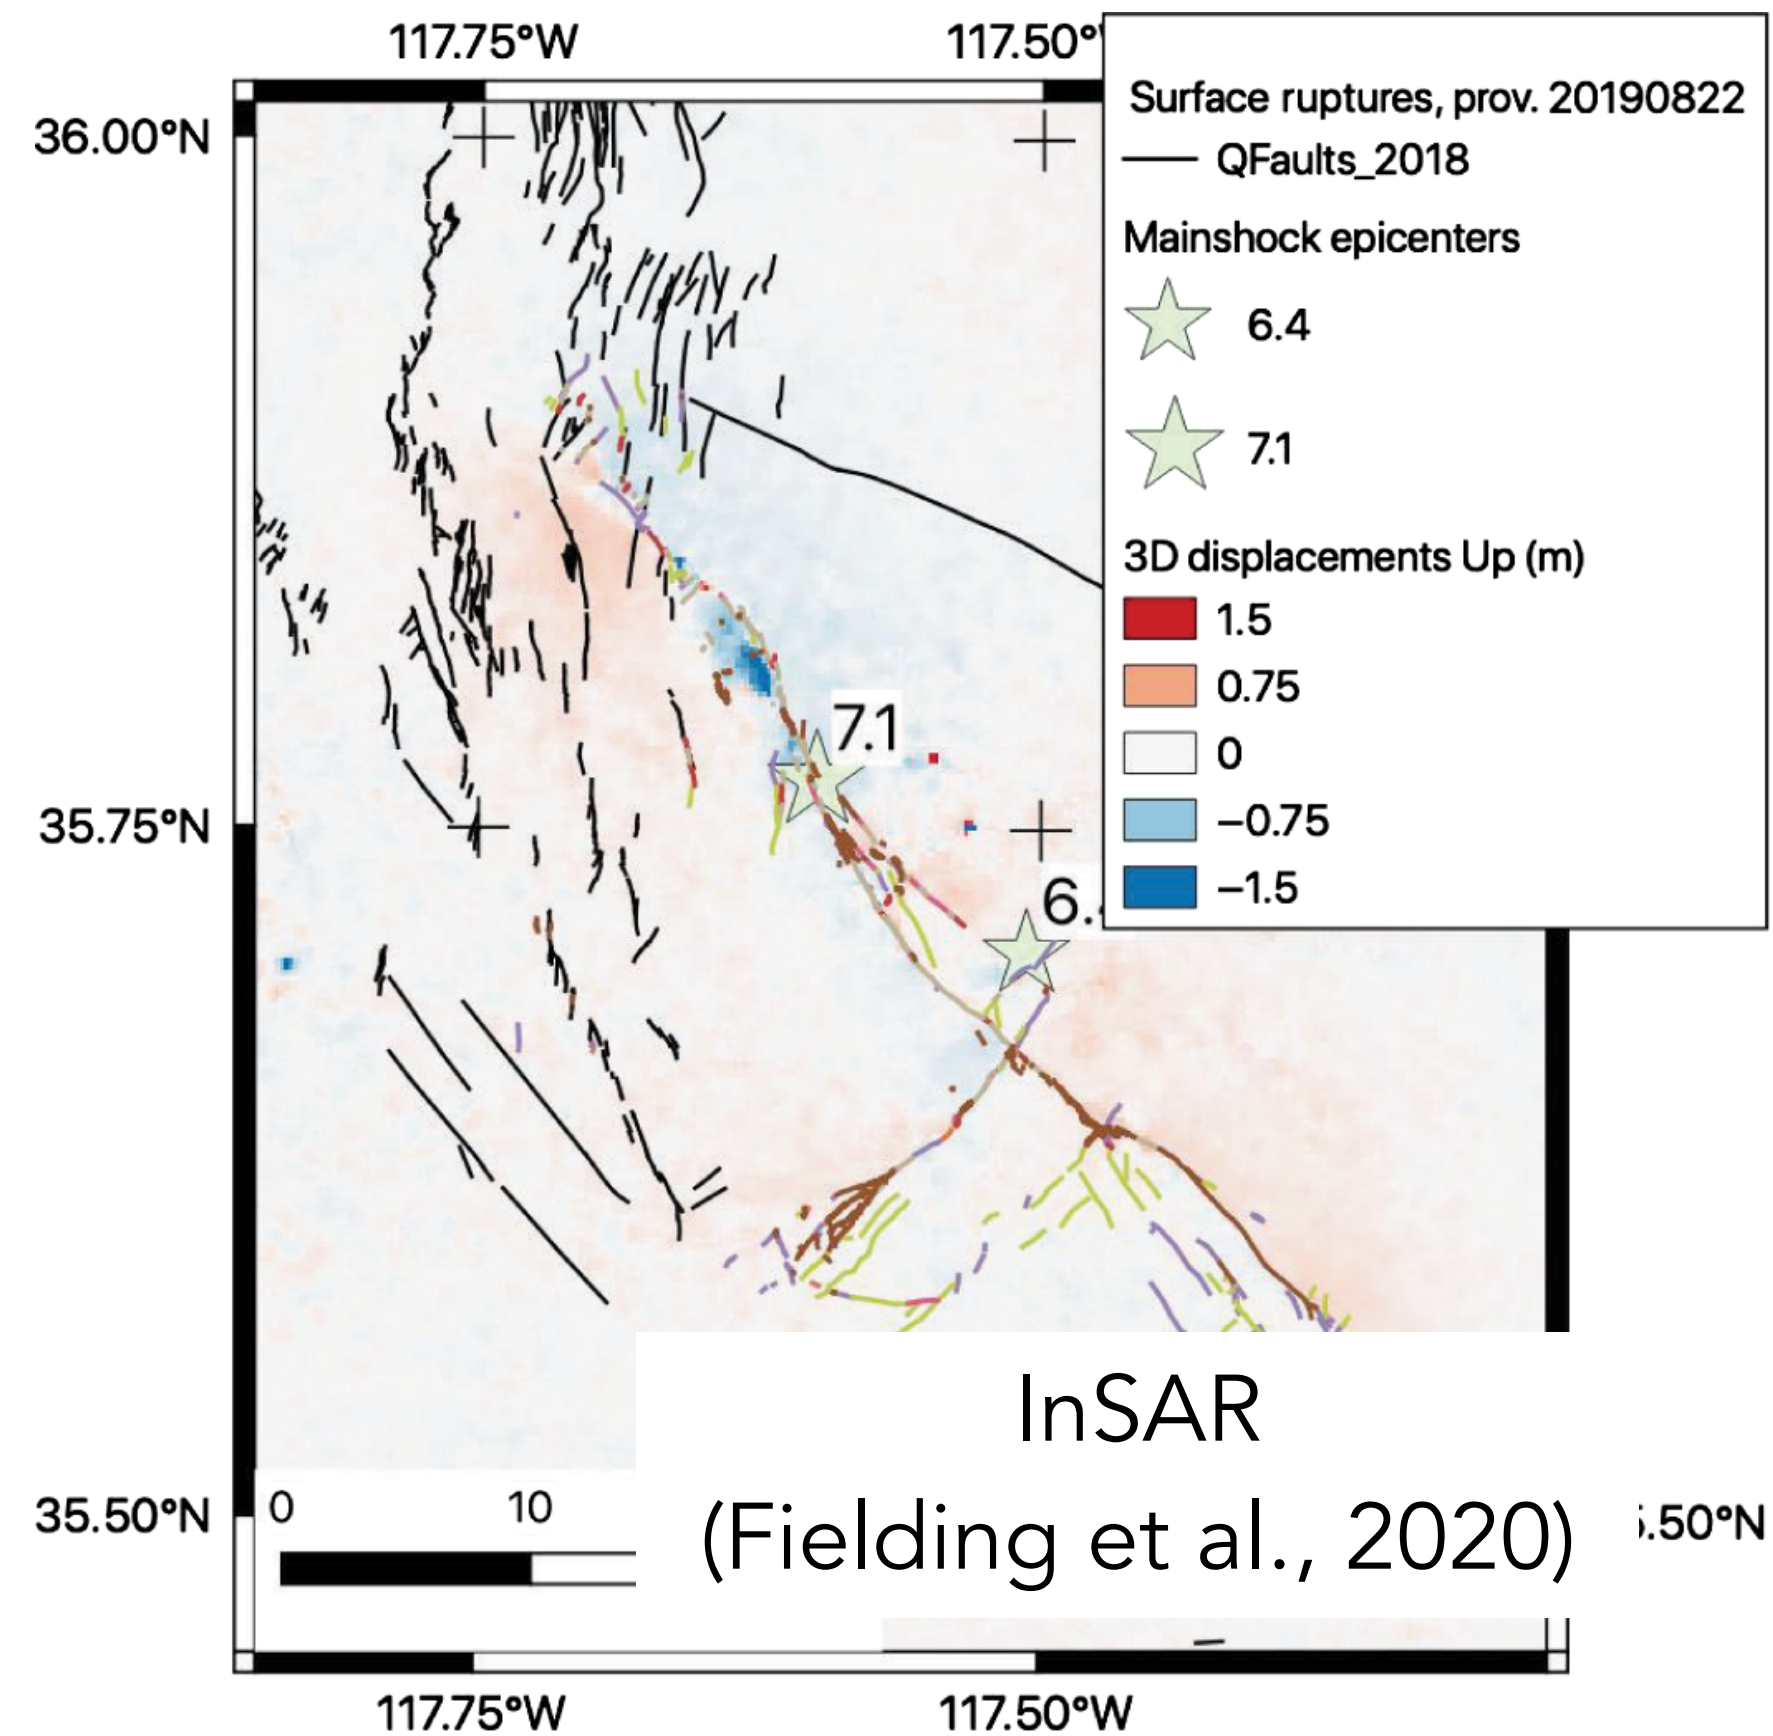 117.75°W
117.50°
36.00°N
Surface ruptures, prov. 20190822
QFaults_2018
Mainshock epicenters
6.4
7.1
3D displacements Up (m)
1.5
0.75
0
−0.75
−1.5
7.1
35.75°N
6.
InSAR
(Fielding et al., 2020)
35.50°N
0 10
.50°N
117.75°W
117.50°W